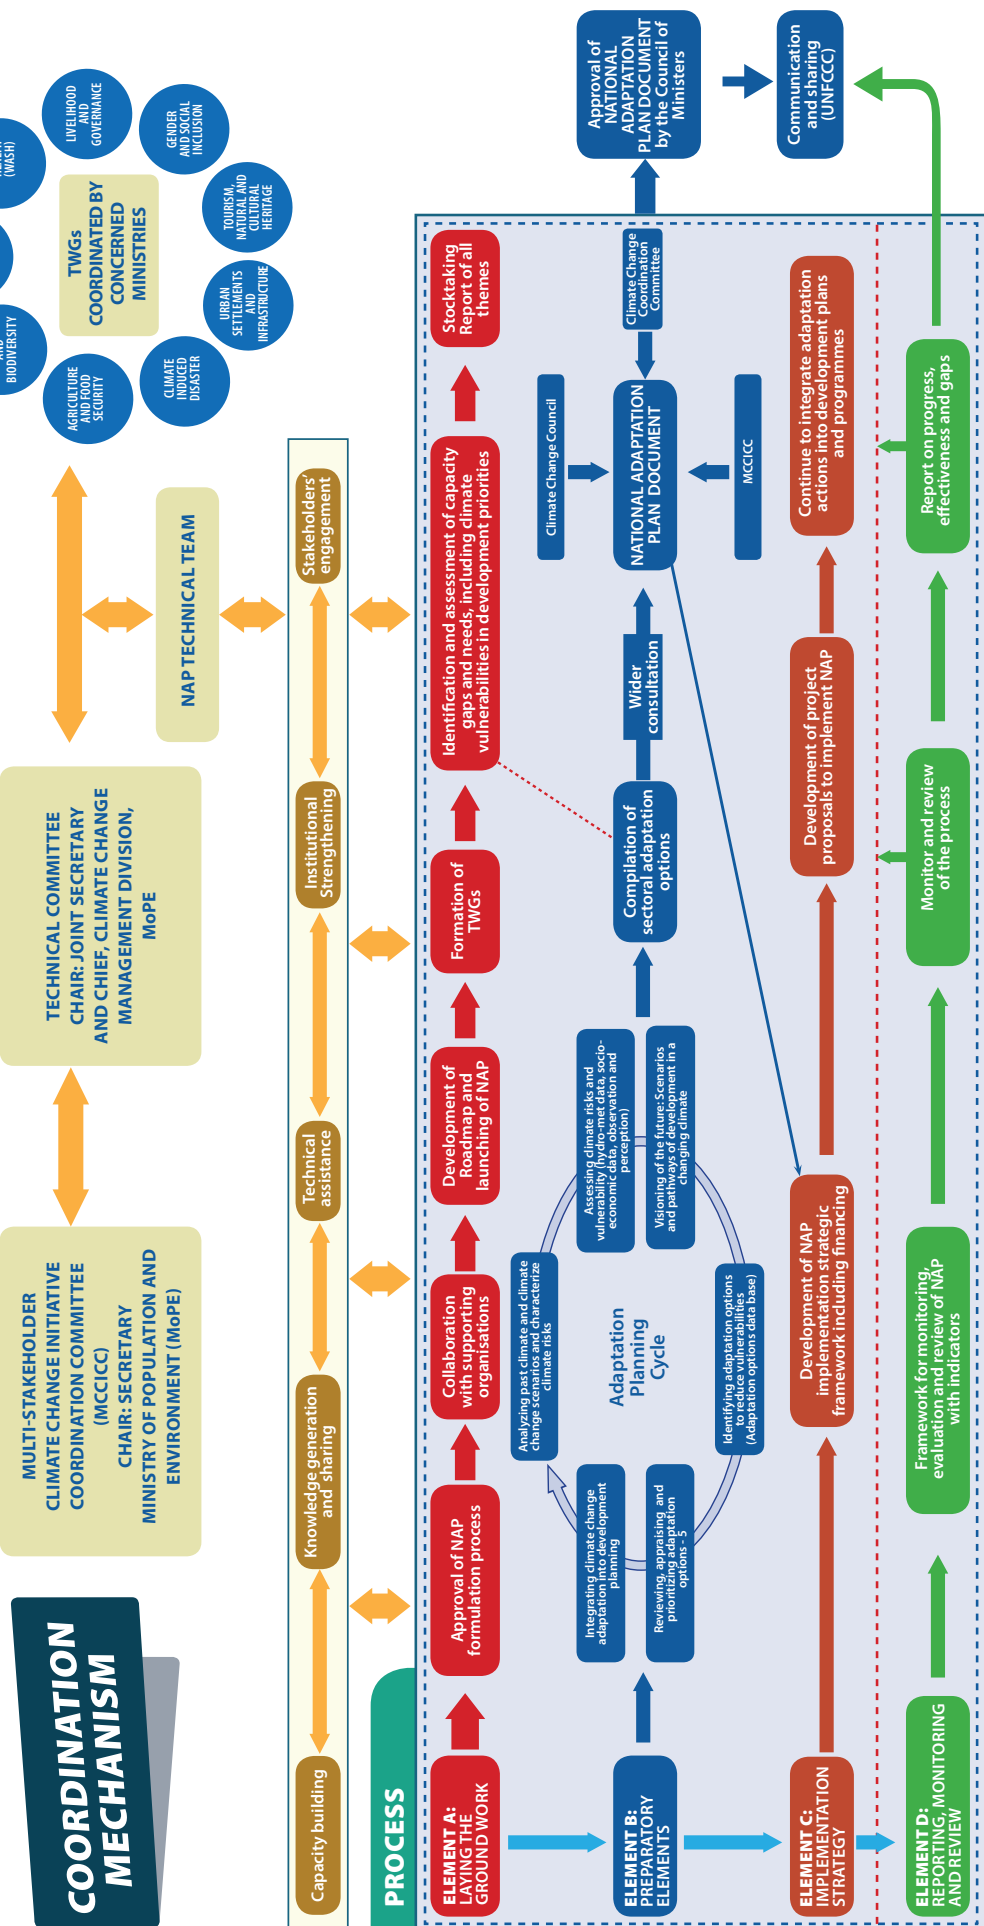 COORDINATION
MECHANISM
MULTI-STAKEHOLDER
CLIMATE CHANGE INITIATIVE
COORDINATION COMMITTEE
(MCCICC)
CHAIR: SECRETARY
MINISTRY OF POPULATION AND
ENVIRONMENT (MoPE)
TECHNICAL COMMITTEE
CHAIR: JOINT SECRETARY
AND CHIEF, CLIMATE CHANGE
MANAGEMENT DIVISION,
MoPE
NAP TECHNICAL TEAM
TWGs
COORDINATED BY
CONCERNED
MINISTRIES
BIODIVERSITY
(WASH)
LIVELIHOOD
AND
GOVERNANCE
GENDER
AND SOCIAL
INCLUSION
TOURISM,
NATURAL AND
CULTURAL
HERITAGE
URBAN
SETTLEMENTS
AND
INFRASTRUCTURE
CLIMATE
INDUCED
DISASTER
AGRICULTURE
AND FOOD
SECURITY
Capacity building
Knowledge generation
and sharing
Technical
assistance
Institutional
Strengthening
Stakeholders'
engagement
PROCESS
ELEMENT A:
LAYING THE
GROUND WORK
Approval of NAP
formulation process
Collaboration
with supporting
organisations
Development of
Roadmap and
launching of NAP
Formation of
TWGs
Identification and assessment of capacity
gaps and needs, including climate
vulnerabilities in development priorities
Stocktaking
Report of all
themes
ELEMENT B:
PREPARATORY
ELEMENTS
Adaptation
Planning
Cycle
Analyzing past climate and climate
change scenarios and characterize
climate risks
Assessing climate risks and
vulnerability (hydro-met data, socio-
economic data, observation and
perception)
Visioning of the future: Scenarios
and pathways of development in a
changing climate
Identifying adaptation options
to reduce vulnerabilities
(Adaptation options data base)
Reviewing, appraising and
prioritizing adaptation
options - 5
Integrating climate change
adaptation into development
planning
Compilation of
sectoral adaptation
options
Wider
consultation
Climate Change Council
NATIONAL ADAPTATION
PLAN DOCUMENT
MCCICC
Climate Change
Coordination
Committee
Approval of
NATIONAL
ADAPTATION
PLAN DOCUMENT
by the Council of
Ministers
Communication
and sharing
(UNFCCC)
ELEMENT C:
IMPLEMENTATION
STRATEGY
Development of NAP
implementation strategic
framework including financing
Development of project
proposals to implement NAP
Continue to integrate adaptation
actions into development plans
and programmes
ELEMENT D:
REPORTING, MONITORING
AND REVIEW
Framework for monitoring,
evaluation and review of NAP
with indicators
Monitor and review
of the process
Report on progress,
effectiveness and gaps